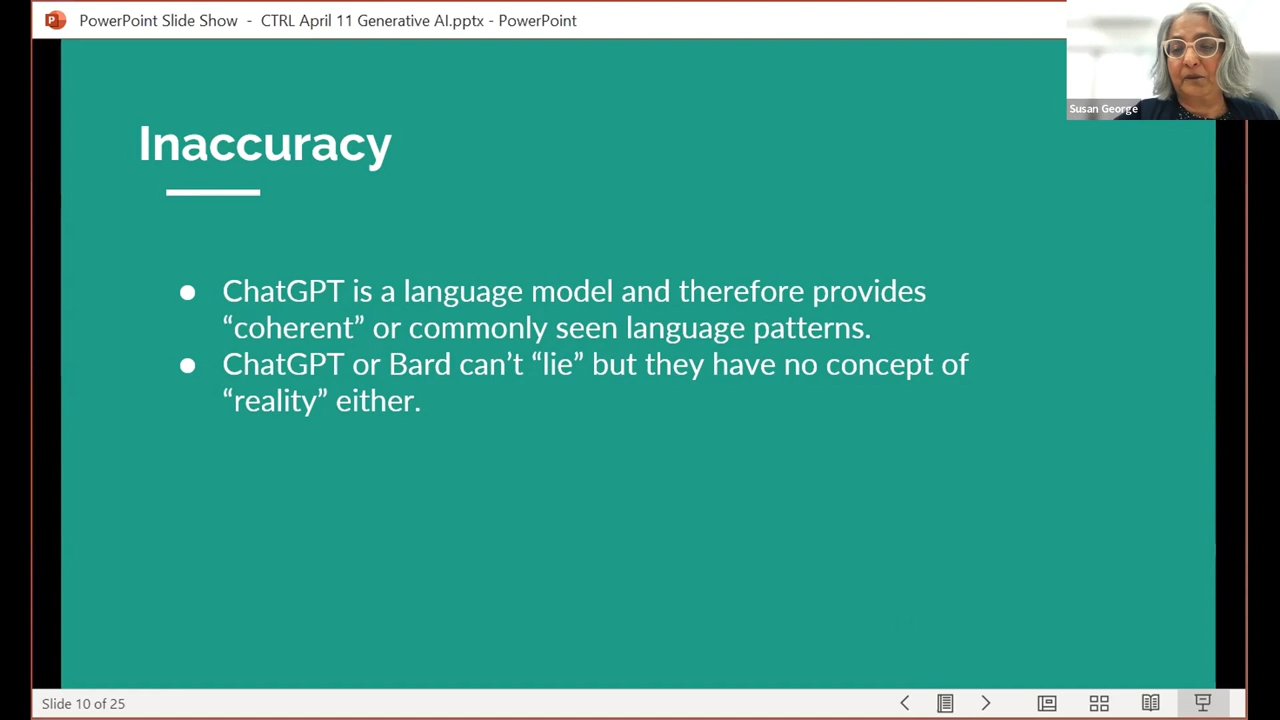 PowerPoint Slide Show - CTRL April 11 Generative AI.pptx - PowerPoint
Susan George
Inaccuracy
● ChatGPT is a language model and therefore provides
“coherent” or commonly seen language patterns.
● ChatGPT or Bard can’t “lie” but they have no concept of
“reality” either.
Slide 10 of 25